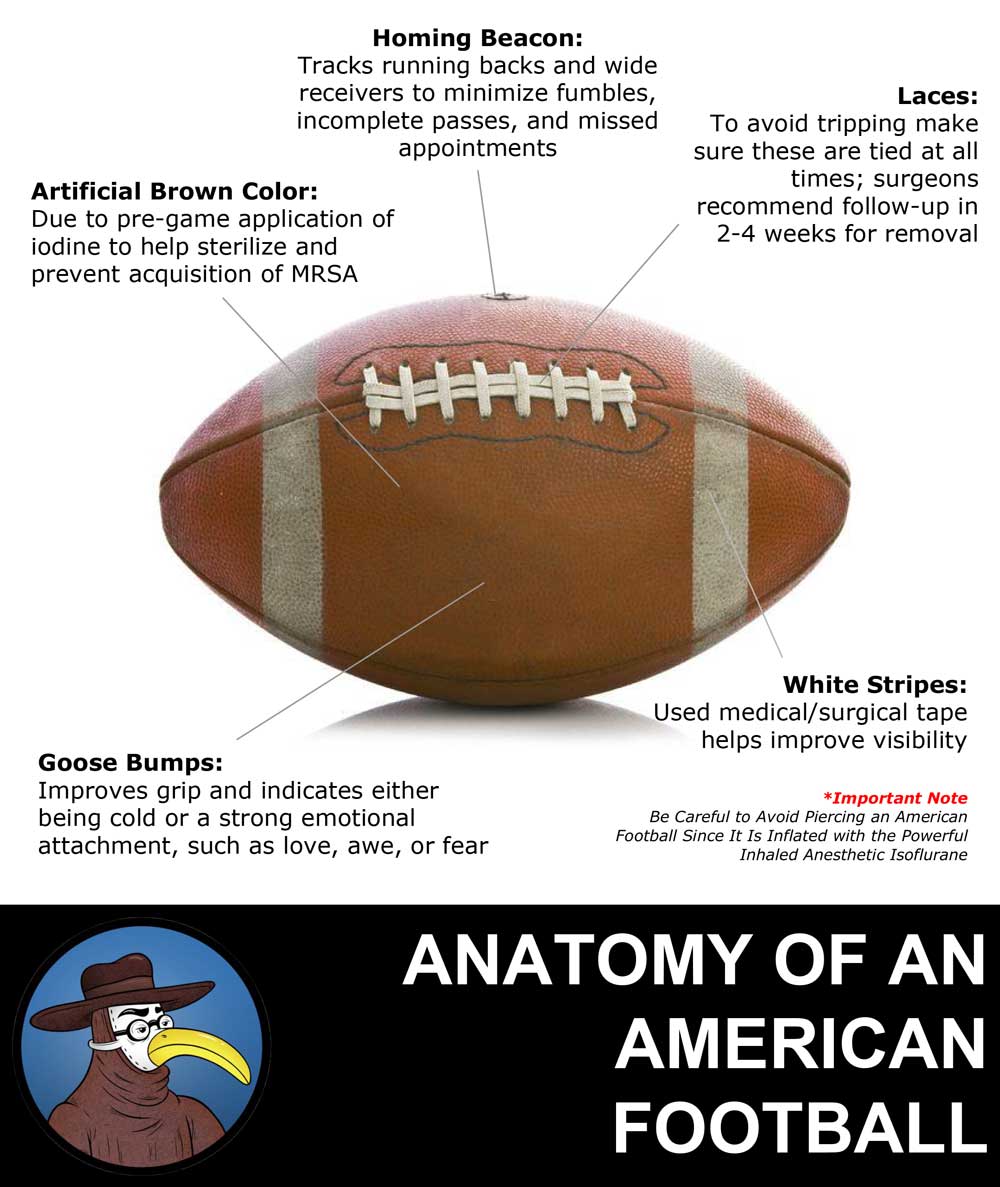 Homing Beacon:
Tracks running backs and wide
receivers to minimize fumbles,
incomplete passes, and missed
appointments
Laces:
To avoid tripping make
sure these are tied at all
times; surgeons
recommend follow-up in
2-4 weeks for removal
Artificial Brown Color:
Due to pre-game application of
iodine to help sterilize and
prevent acquisition of MRSA
White Stripes:
Used medical/surgical tape
helps improve visibility
Goose Bumps:
Improves grip and indicates either
being cold or a strong emotional
attachment, such as love, awe, or fear
*Important Note
Be Careful to Avoid Piercing an American
Football Since It Is Inflated with the Powerful
Inhaled Anesthetic Isoflurane
ANATOMY OF AN
AMERICAN
FOOTBALL